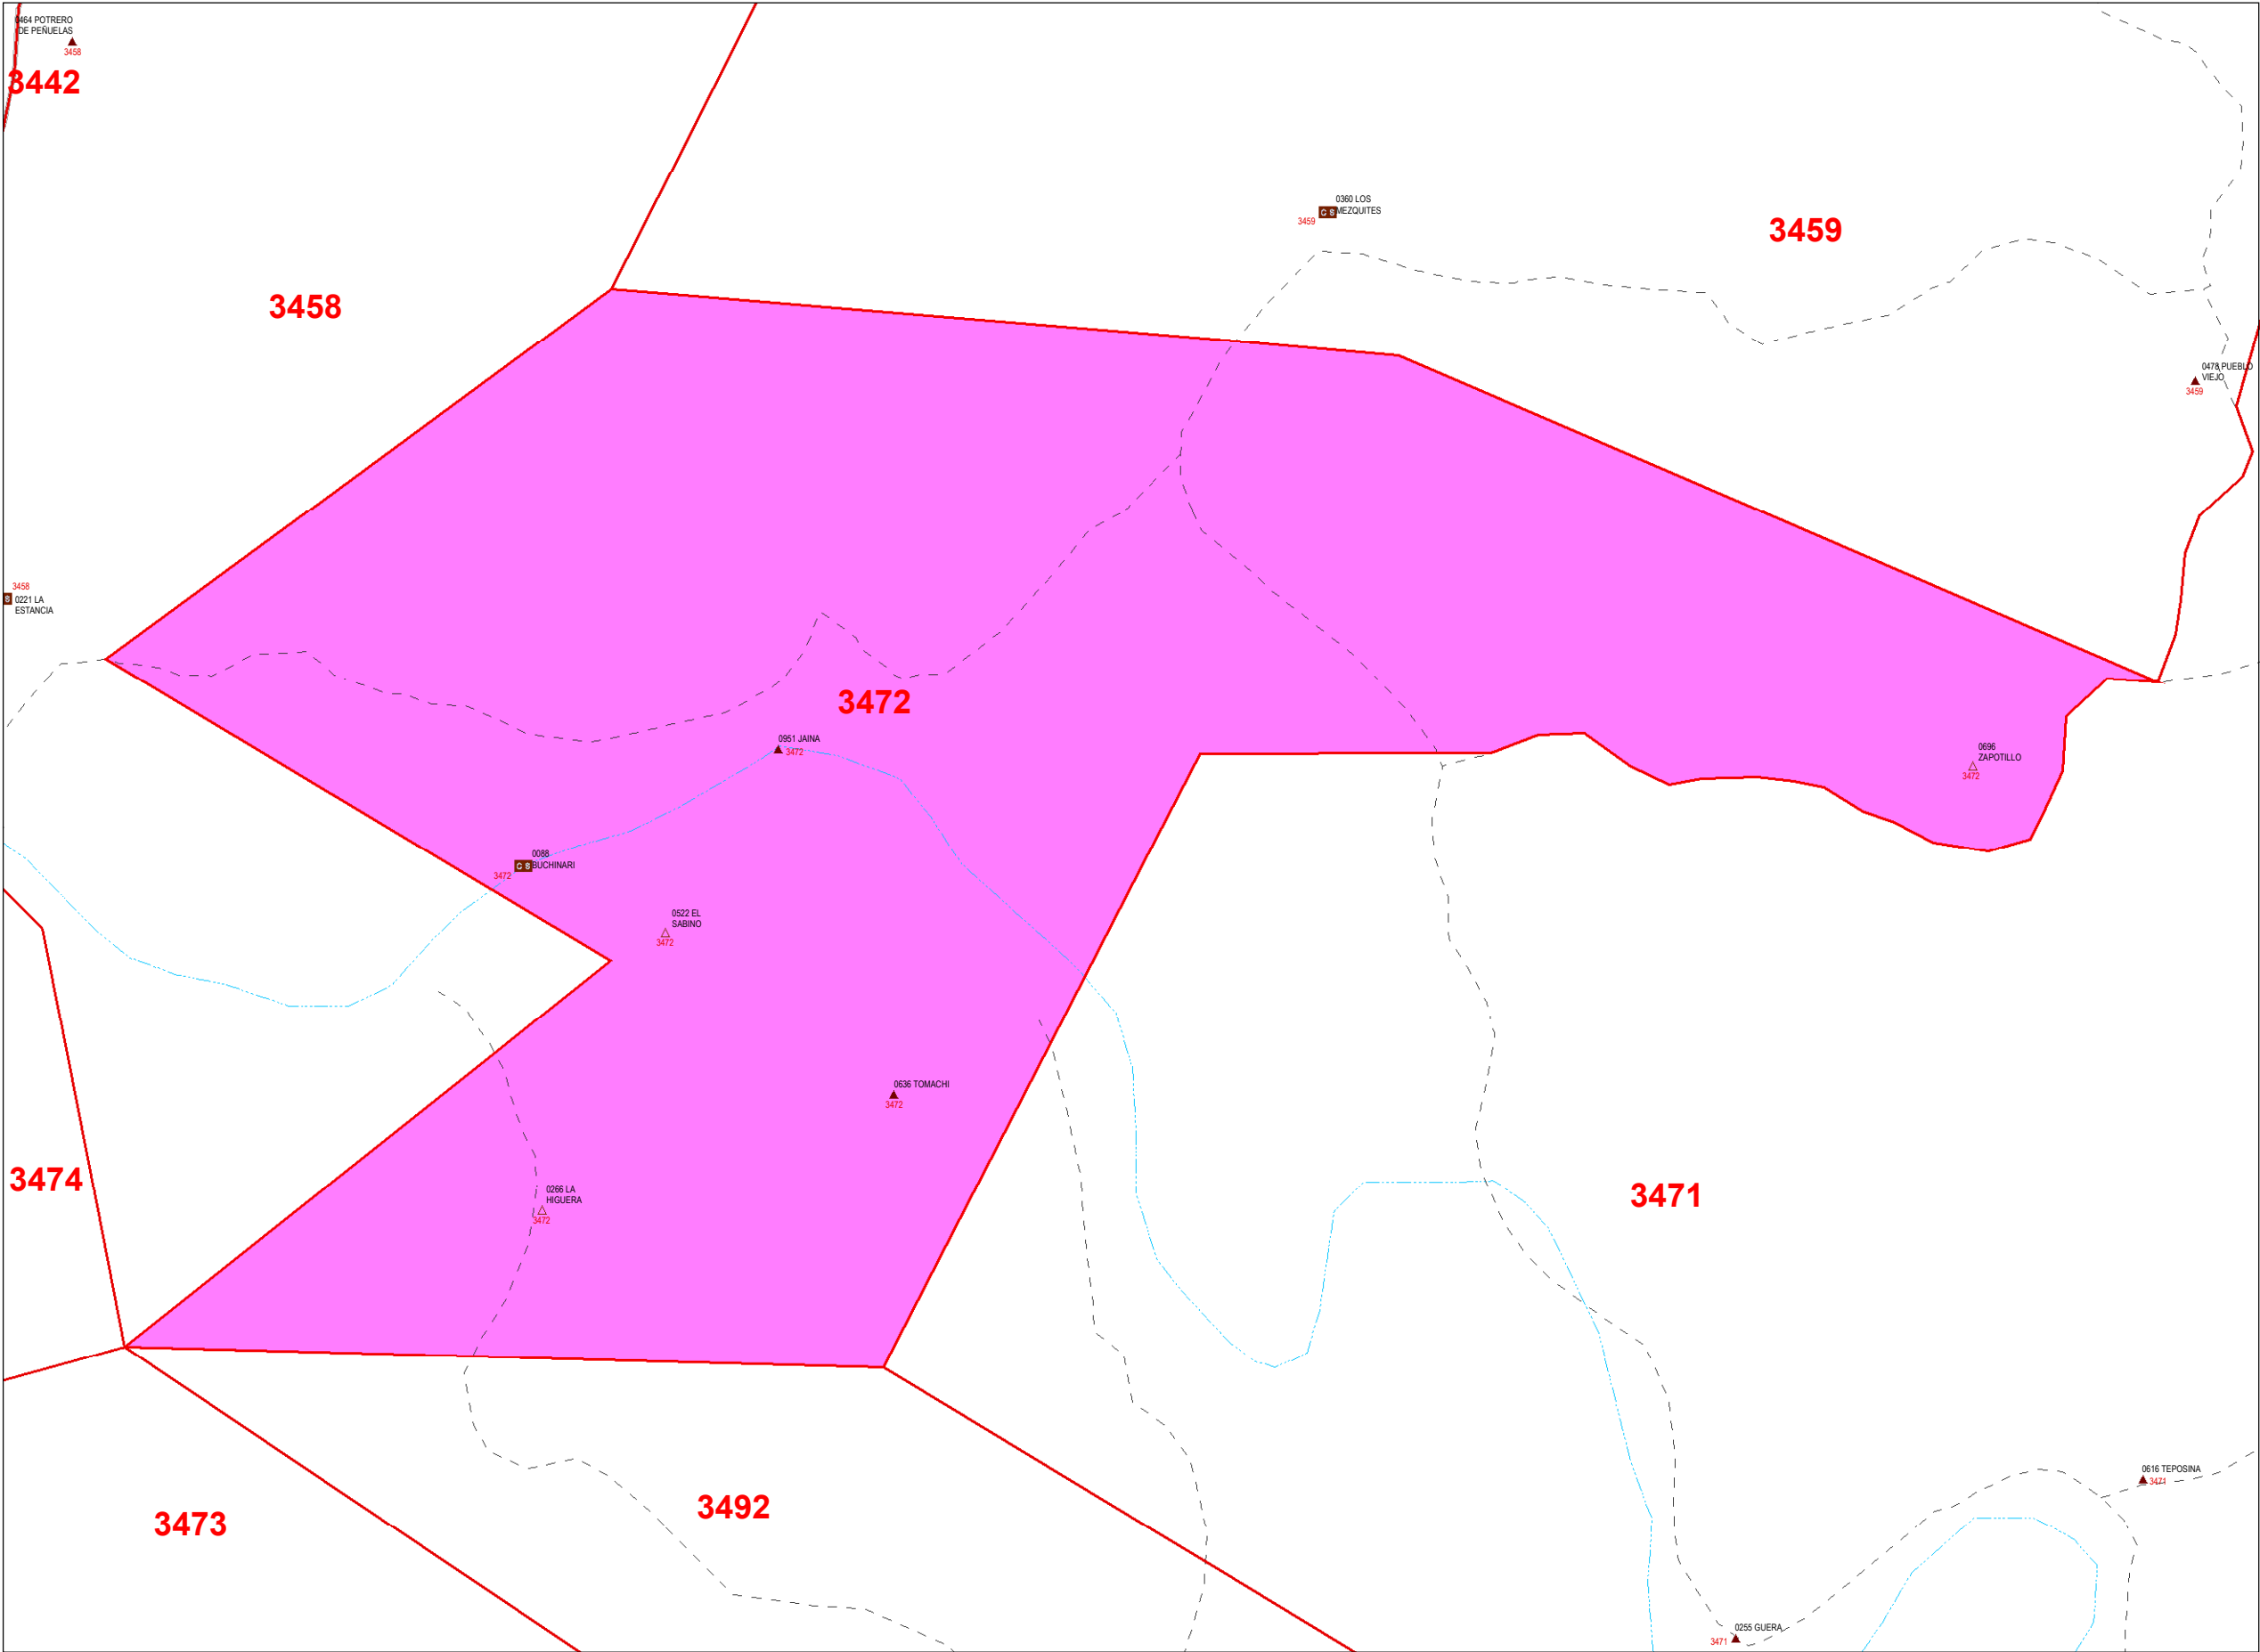 0464 POTRERO
DE PEÑUELAS
3458
3442
0360 LOS
MEZQUITES
C S
3459
3459
3458
0478 PUEBLO
VIEJO
3459
3458
S
0221 LA
ESTANCIA
3472
0951 JAINA
3472
0696
ZAPOTILLO
3472
0088
BUCHINARI
C S
3472
0522 EL
SABINO
3472
0636 TOMACHI
3472
3474
0266 LA
HIGUERA
3472
3471
0616 TEPOSINA
3471
3492
3473
0255 GUERA
3471